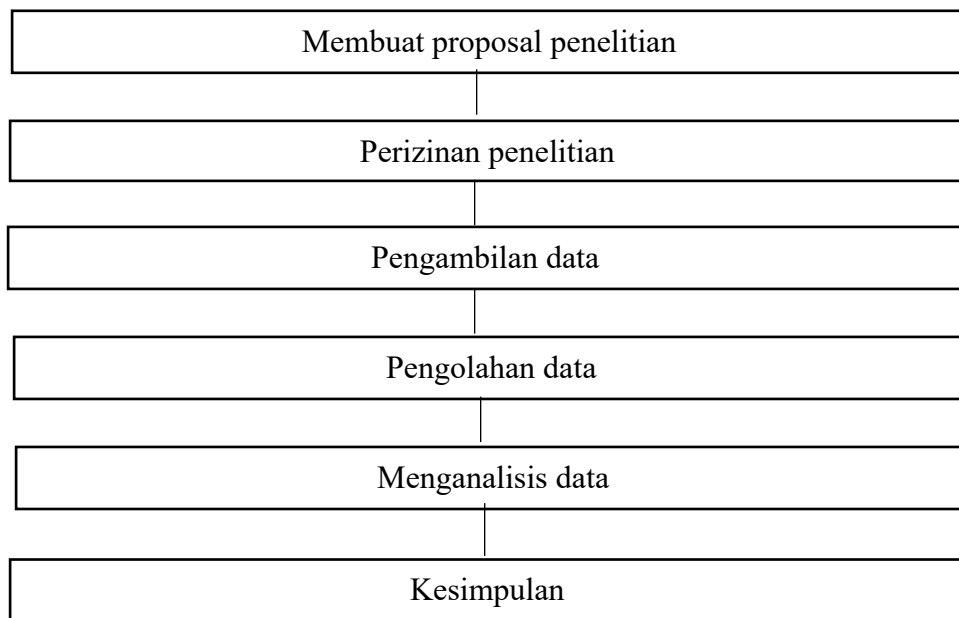 Membuat proposal penelitian
Perizinan penelitian
Pengambilan data
Pengolahan data
Menganalisis data
Kesimpulan